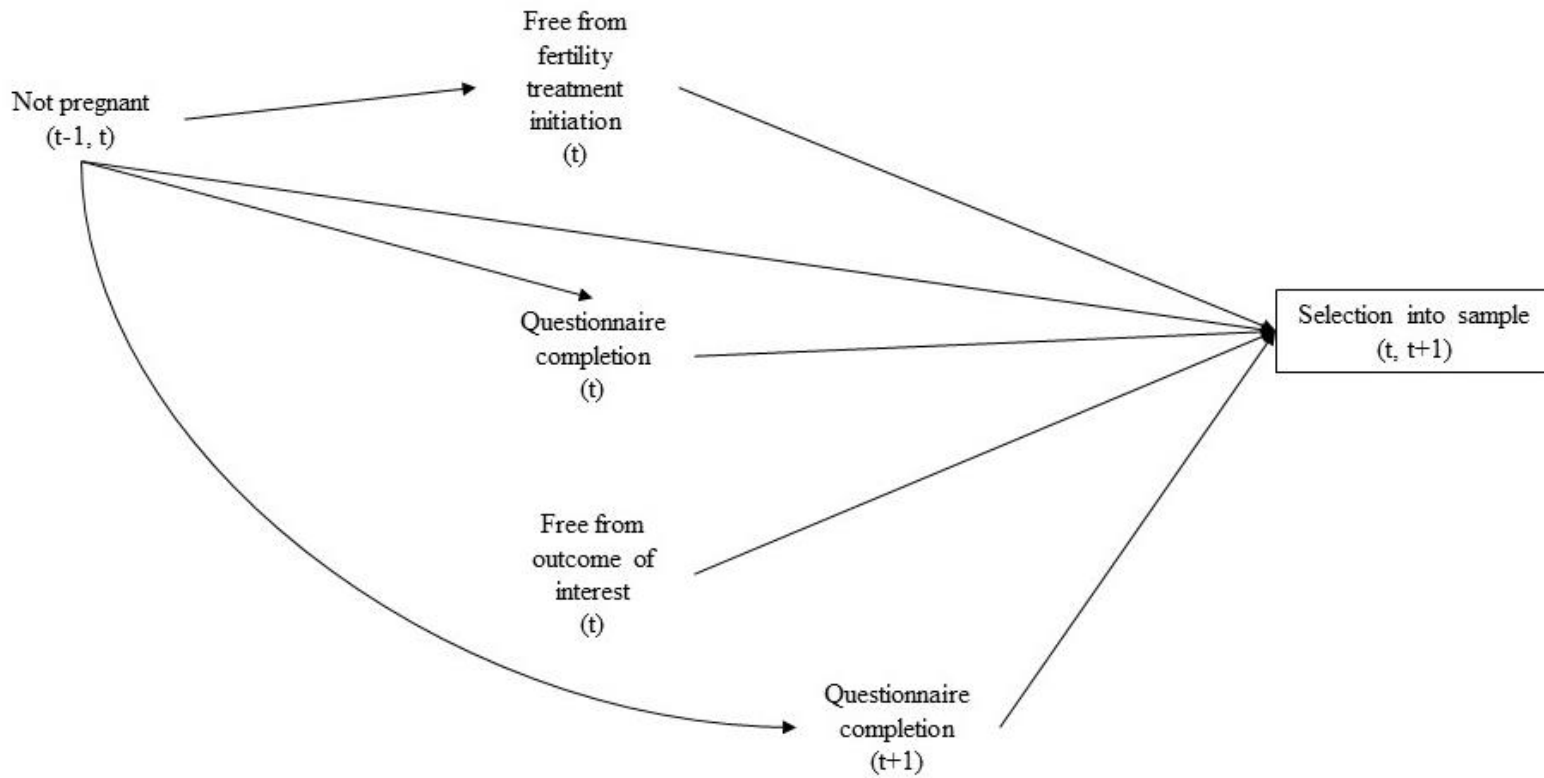 Free from
fertility
treatment
initiation
(t)
Not pregnant
(t-1, t)
Questionnaire
completion
(t)
Selection into sample
(t, t+1)
Free from
outcome of
interest
(t)
Questionnaire
completion
(t+1)